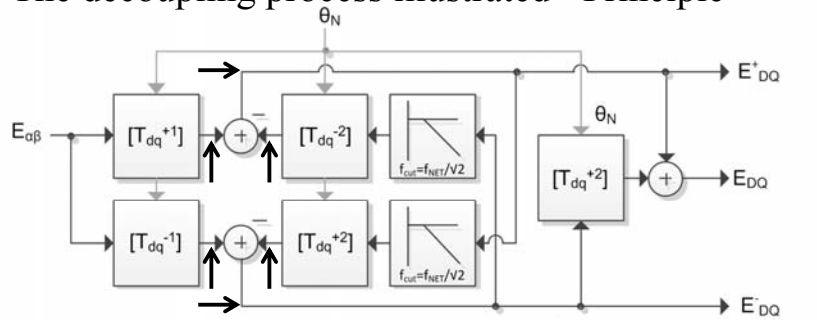 The decoupling process illustrated - Principle
θN
E+DQ
Eαβ
[Tdq+1]
+
−
[Tdq-2]
fcut=fNET/√2
θN
[Tdq+2]
+
EDQ
[Tdq-1]
+
−
[Tdq+2]
fcut=fNET/√2
E-DQ